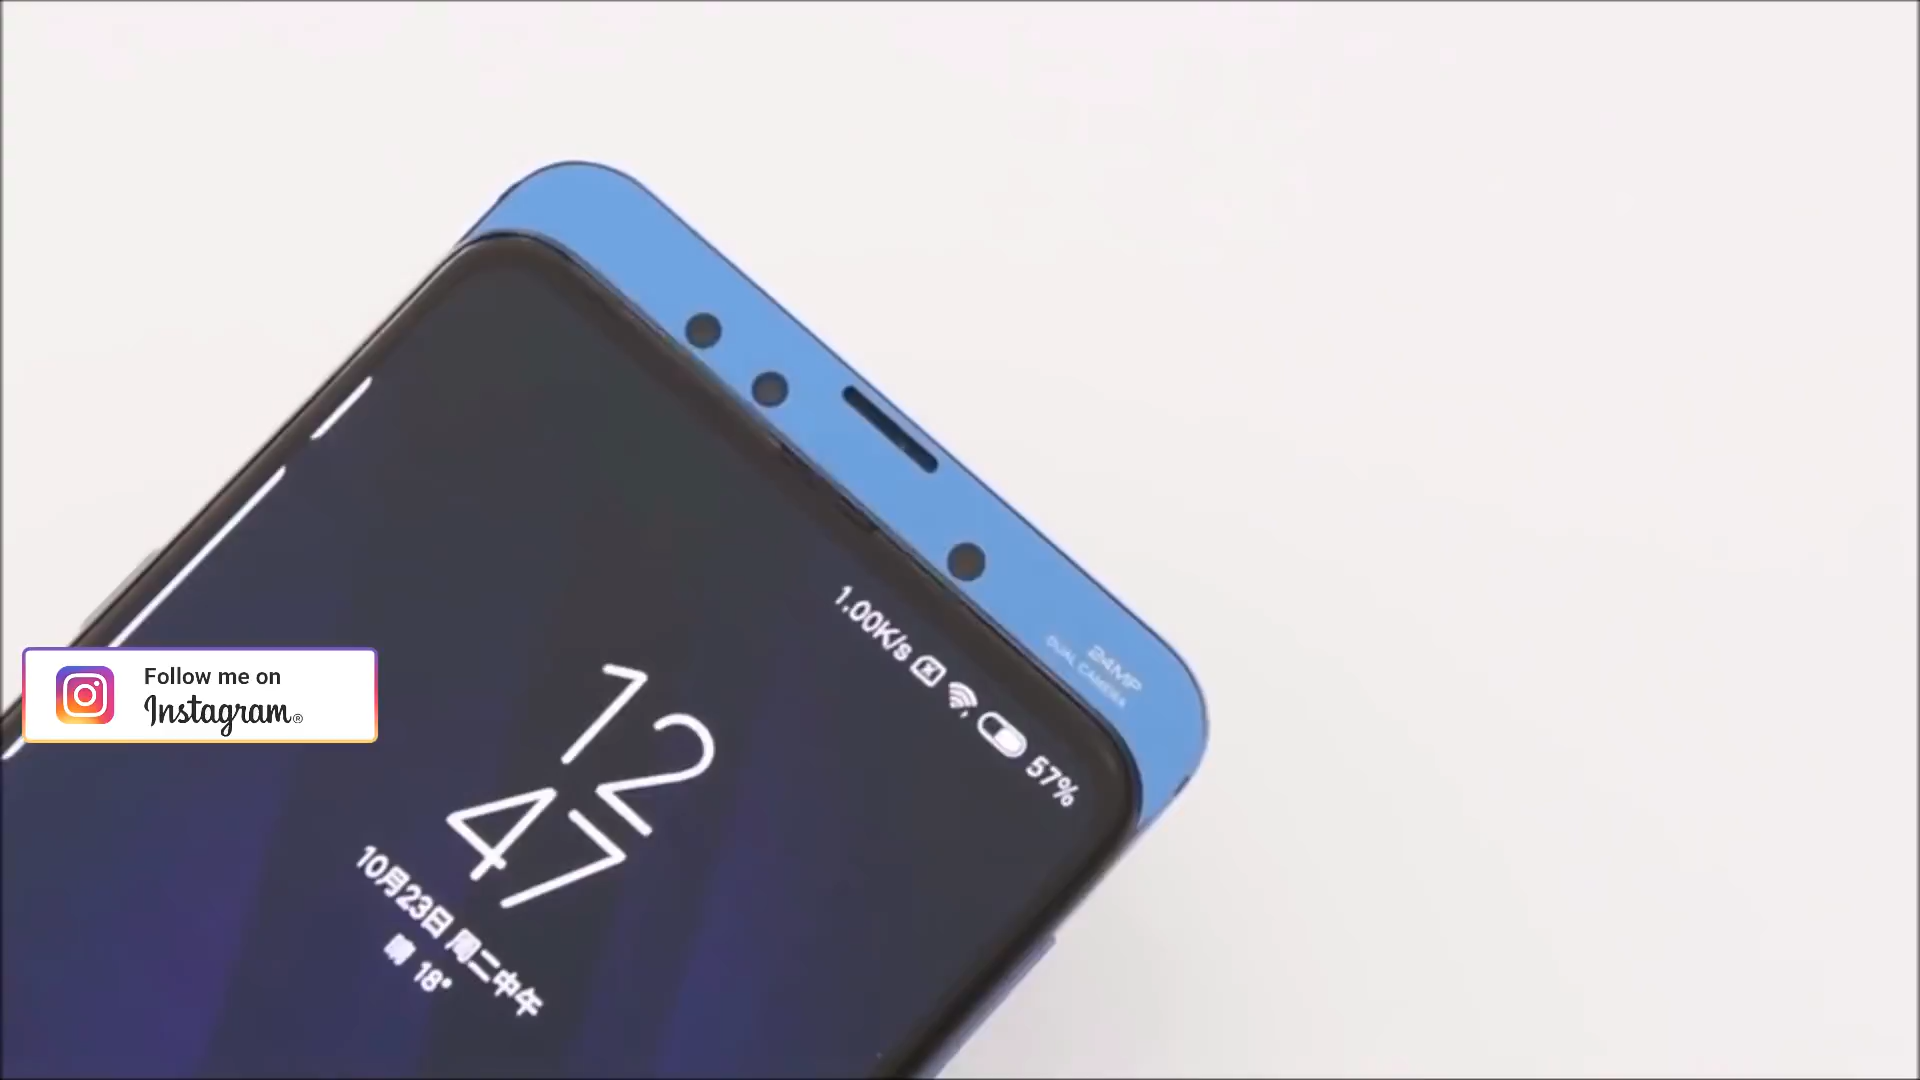 24MP
DUAL CAMERA
1.00K/s
57%
12
47
10月23日 周二中午
晴 18°
Follow me on
Instagram®